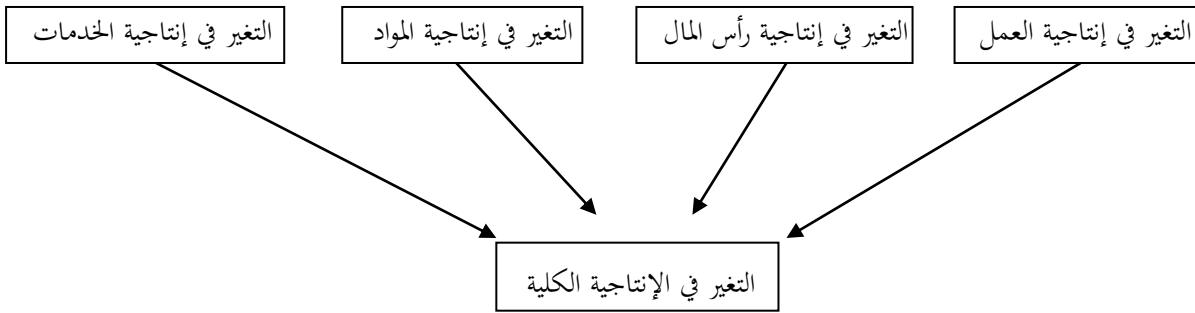 التغير في إنتاجية العمل
التغير في إنتاجية رأس المال
التغير في إنتاجية المواد
التغير في إنتاجية الخدمات
التغير في الإنتاجية الكلية